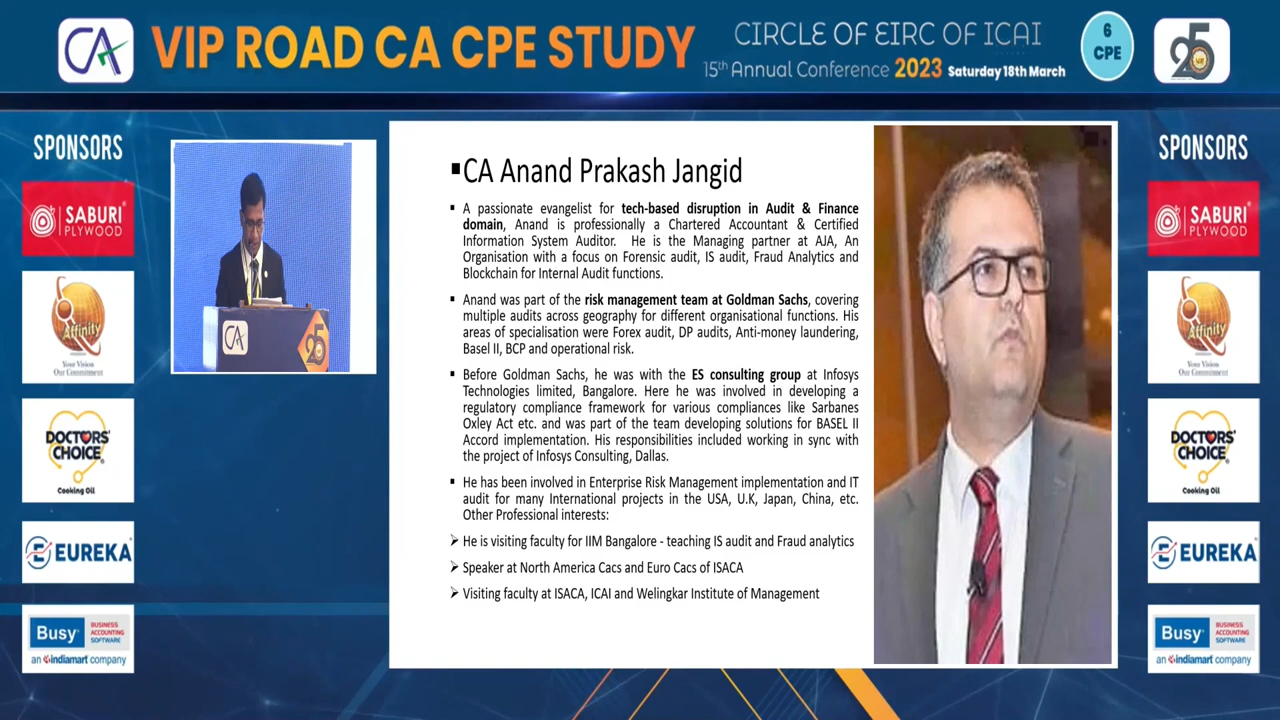 CA
VIP ROAD CA CPE STUDY
CIRCLE OF EIRC OF ICAI
15th Annual Conference 2023 Saturday 18th March
6
CPE
25
SPONSORS
SABURI
PLYWOOD
Affinity
Your Vision
Our Commitment
DOCTORS'
CHOICE
Cooking Oil
EUREKA
Busy
BUSINESS
ACCOUNTING
SOFTWARE
an indiamart company
CA
25
▪CA Anand Prakash Jangid
▪ A passionate evangelist for tech-based disruption in Audit & Finance
domain, Anand is professionally a Chartered Accountant & Certified
Information System Auditor. He is the Managing partner at AJA, An
Organisation with a focus on Forensic audit, IS audit, Fraud Analytics and
Blockchain for Internal Audit functions.
▪ Anand was part of the risk management team at Goldman Sachs, covering
multiple audits across geography for different organisational functions. His
areas of specialisation were Forex audit, DP audits, Anti-money laundering,
Basel II, BCP and operational risk.
▪ Before Goldman Sachs, he was with the ES consulting group at Infosys
Technologies limited, Bangalore. Here he was involved in developing a
regulatory compliance framework for various compliances like Sarbanes
Oxley Act etc. and was part of the team developing solutions for BASEL II
Accord implementation. His responsibilities included working in sync with
the project of Infosys Consulting, Dallas.
▪ He has been involved in Enterprise Risk Management implementation and IT
audit for many International projects in the USA, U.K, Japan, China, etc.
Other Professional interests:
➢ He is visiting faculty for IIM Bangalore - teaching IS audit and Fraud analytics
➢ Speaker at North America Cacs and Euro Cacs of ISACA
➢ Visiting faculty at ISACA, ICAI and Welingkar Institute of Management
SPONSORS
SABURI
PLYWOOD
Affinity
Your Vision
Our Commitment
DOCTORS'
CHOICE
Cooking Oil
EUREKA
Busy
BUSINESS
ACCOUNTING
SOFTWARE
an indiamart company